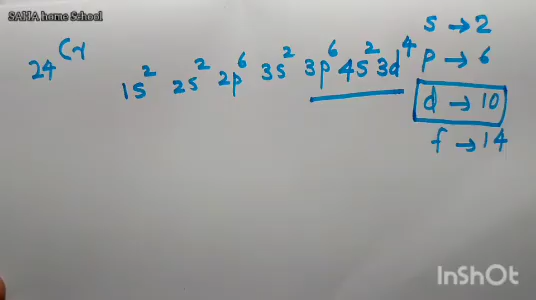 SAHA home School
24 Cr 1s² 2s² 2p⁶ 3s² 3p⁶ 4s² 3d⁴
s → 2
p → 6
d → 10
f → 14
InShOt